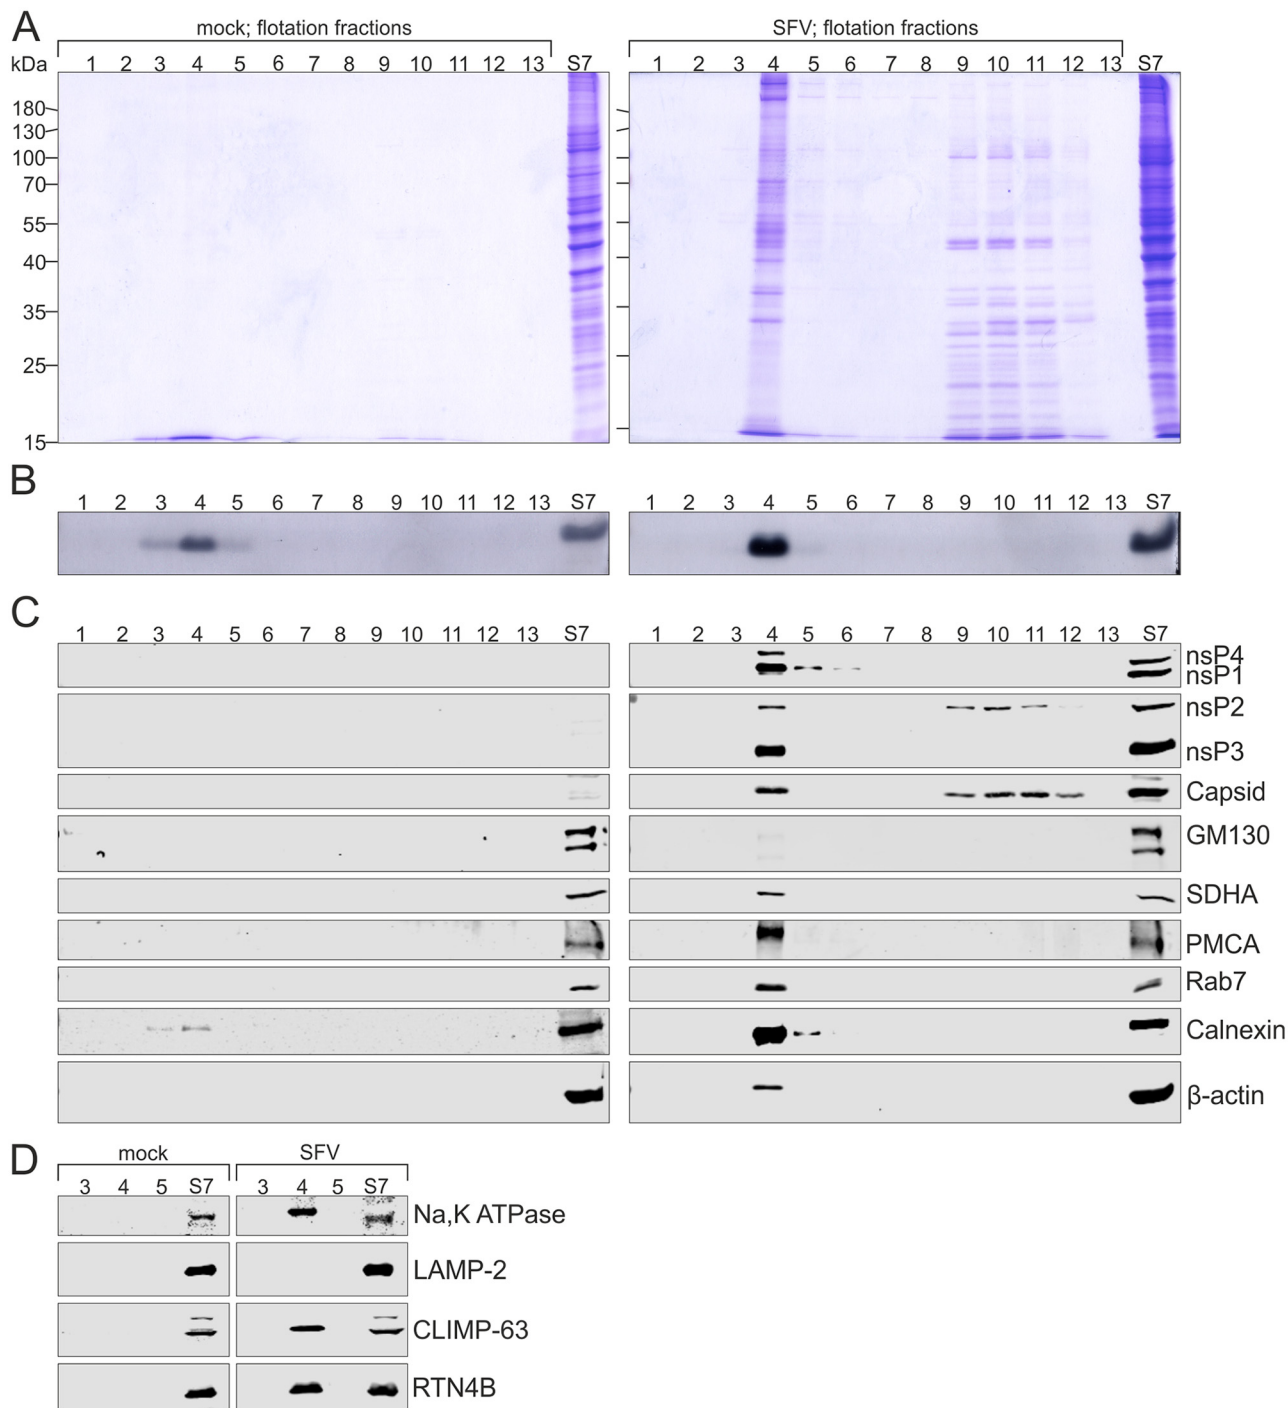 A
mock; flotation fractions
SFV; flotation fractions
kDa 1 2 3 4 5 6 7 8 9 10 11 12 13 S7 1 2 3 4 5 6 7 8 9 10 11 12 13 S7
180
130
100
70
55
40
35
25
15
B
1 2 3 4 5 6 7 8 9 10 11 12 13 S7 1 2 3 4 5 6 7 8 9 10 11 12 13 S7
C
1 2 3 4 5 6 7 8 9 10 11 12 13 S7 1 2 3 4 5 6 7 8 9 10 11 12 13 S7
nsP4
nsP1
nsP2
nsP3
Capsid
GM130
SDHA
PMCA
Rab7
Calnexin
β-actin
D
mock SFV
3 4 5 S7 3 4 5 S7
Na,K ATPase
LAMP-2
CLIMP-63
RTN4B